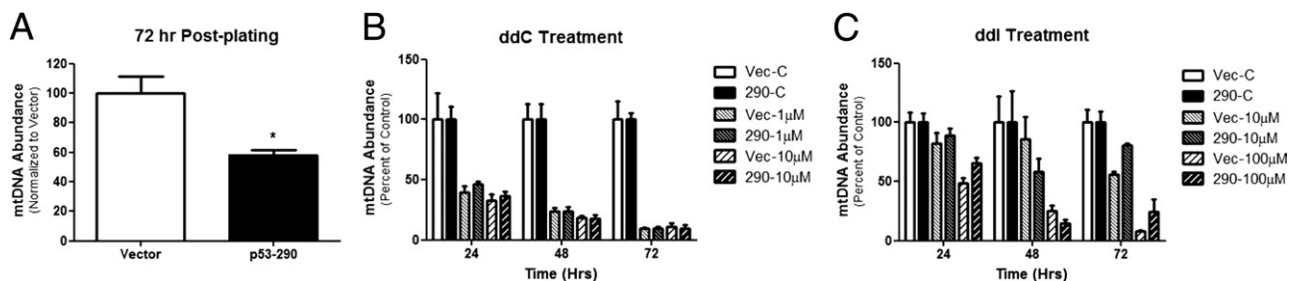 A
72 hr Post-plating
mtDNA Abundance
(Normalized to Vector)
120
100
80
60
40
20
0
*
Vector
p53-290
B
ddC Treatment
mtDNA Abundance
(Percent of Control)
150
100
50
0
24
48
72
Time (Hrs)
Vec-C
290-C
Vec-1µM
290-1µM
Vec-10µM
290-10µM
C
ddI Treatment
mtDNA Abundance
(Percent of Control)
150
100
50
0
24
48
72
Time (Hrs)
Vec-C
290-C
Vec-10µM
290-10µM
Vec-100µM
290-100µM